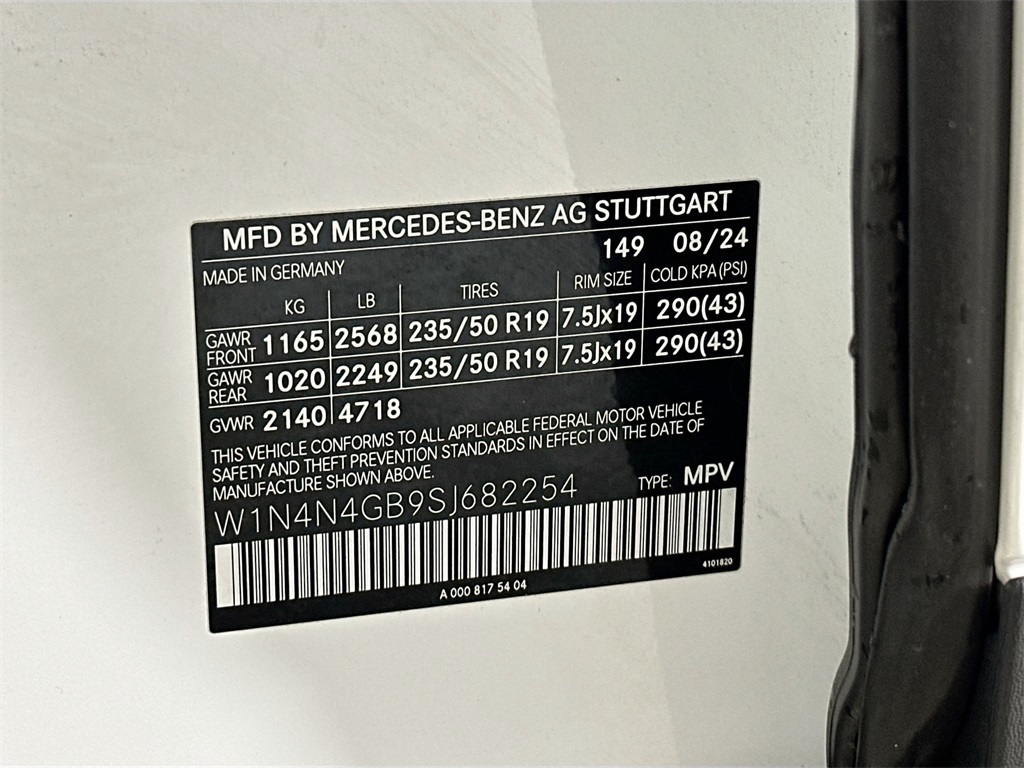 MFD BY MERCEDES-BENZ AG STUTTGART
149 08/24
MADE IN GERMANY
KG LB TIRES RIM SIZE COLD KPA (PSI)
GAWR FRONT 1165 2568 235/50 R19 7.5Jx19 290(43)
GAWR REAR 1020 2249 235/50 R19 7.5Jx19 290(43)
GVWR 2140 4718
THIS VEHICLE CONFORMS TO ALL APPLICABLE FEDERAL MOTOR VEHICLE
SAFETY AND THEFT PREVENTION STANDARDS IN EFFECT ON THE DATE OF
MANUFACTURE SHOWN ABOVE.
W1N4N4GB9SJ682254 TYPE: MPV
4101820
A 000 817 54 04